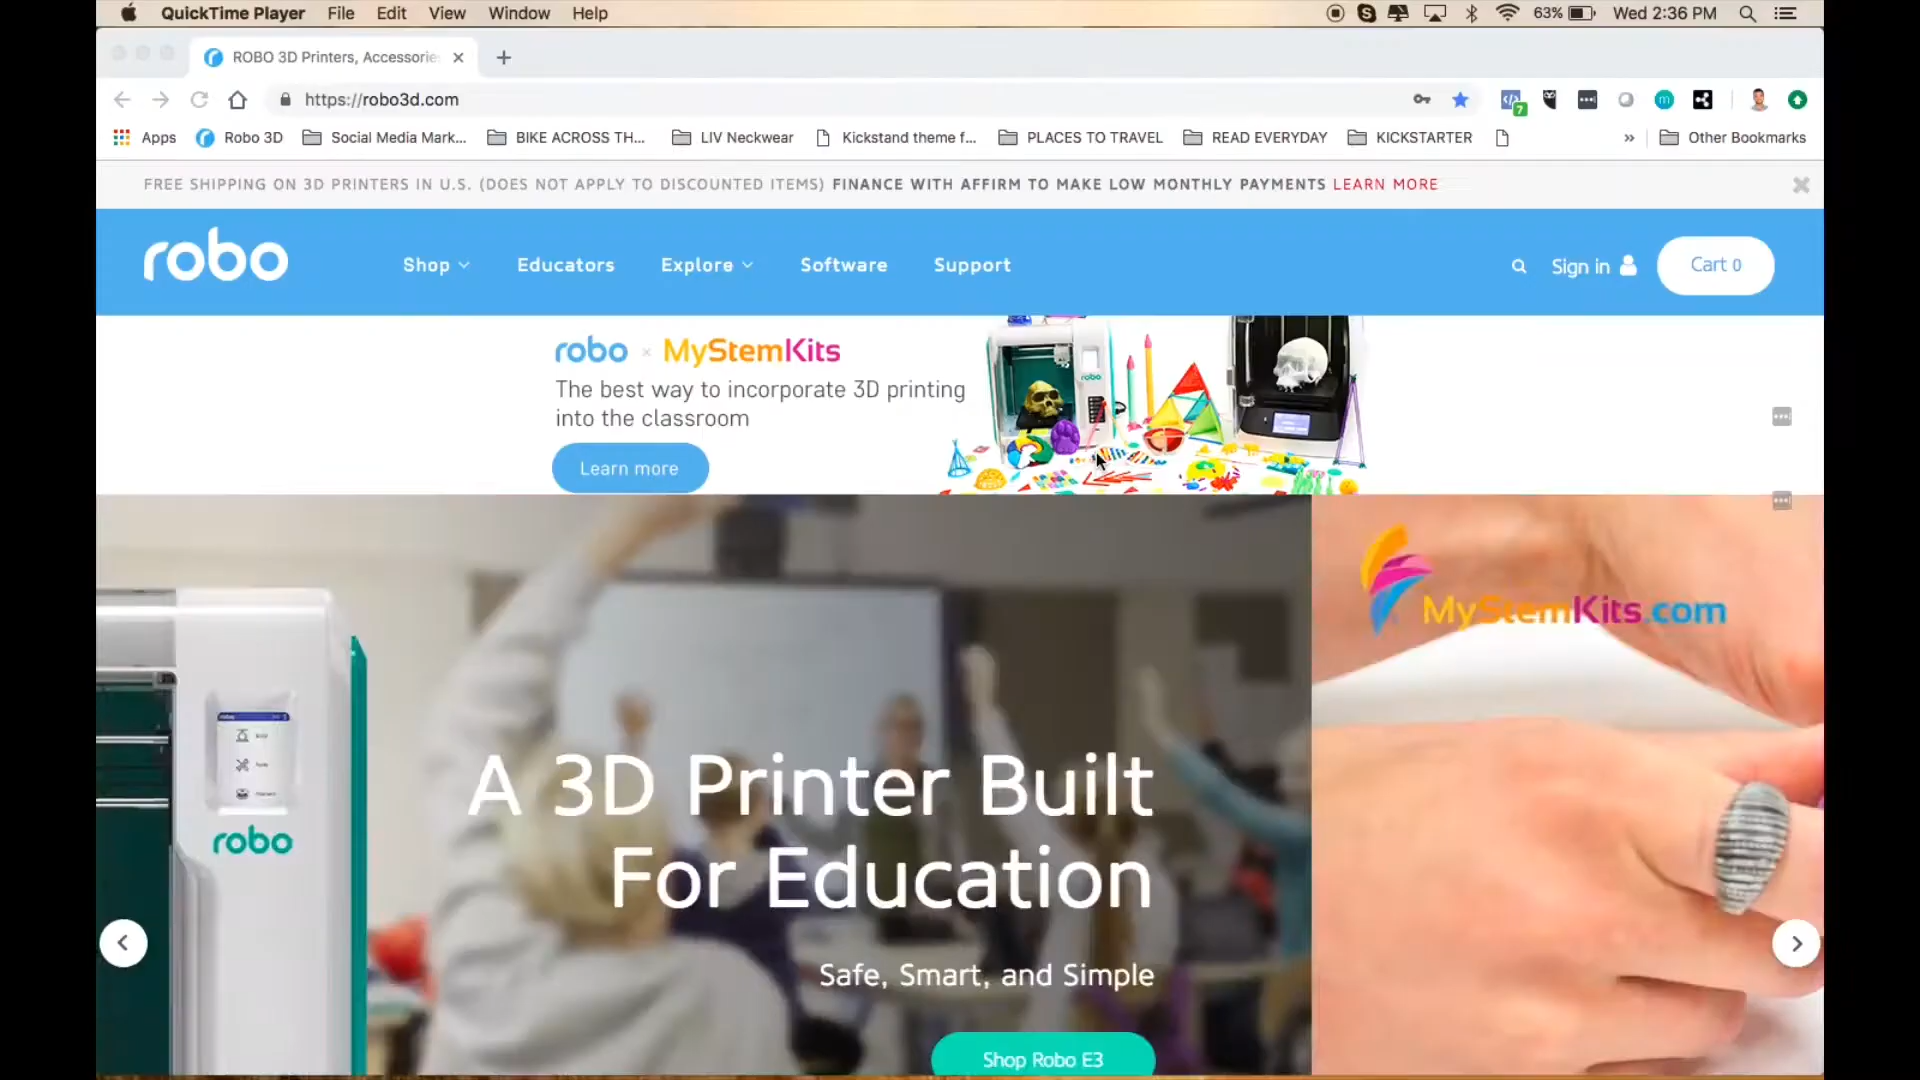 QuickTime Player File Edit View Window Help 63% Wed 2:36 PM
ROBO 3D Printers, Accessorie
https://robo3d.com
7 m
Apps Robo 3D Social Media Mark... BIKE ACROSS TH... LIV Neckwear Kickstand theme f... PLACES TO TRAVEL READ EVERYDAY KICKSTARTER » Other Bookmarks
FREE SHIPPING ON 3D PRINTERS IN U.S. (DOES NOT APPLY TO DISCOUNTED ITEMS) FINANCE WITH AFFIRM TO MAKE LOW MONTHLY PAYMENTS LEARN MORE
robo Shop Educators Explore Software Support Sign in Cart 0
robo × MyStemKits
The best way to incorporate 3D printing
into the classroom
Learn more
robo
MyStemKits.com
robo
A 3D Printer Built
For Education
Safe, Smart, and Simple
Shop Robo E3